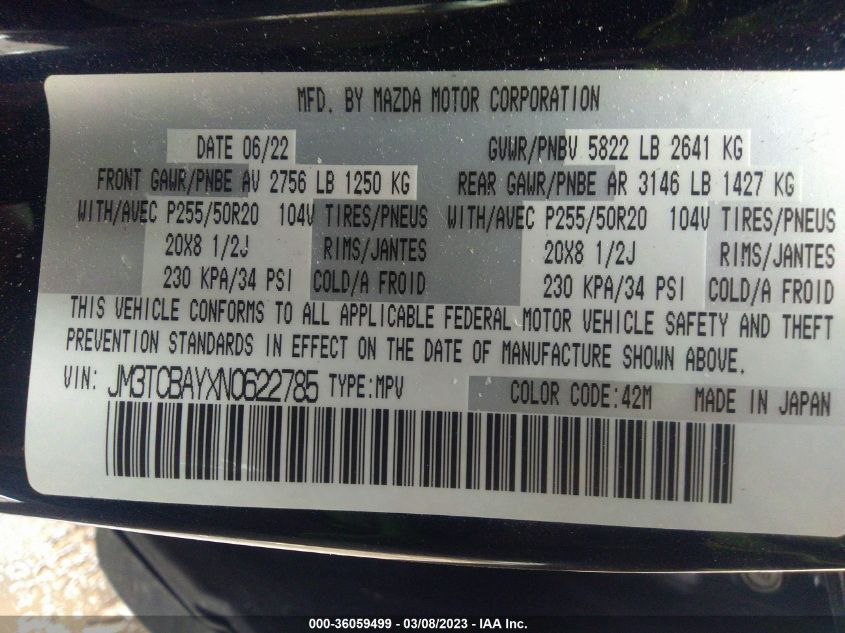 MFD. BY MAZDA MOTOR CORPORATION
DATE 06/22 GVWR/PNBV 5822 LB 2641 KG
FRONT GAWR/PNBE AV 2756 LB 1250 KG REAR GAWR/PNBE AR 3146 LB 1427 KG
WITH/AVEC P255/50R20 104V TIRES/PNEUS WITH/AVEC P255/50R20 104V TIRES/PNEUS
20X8 1/2J RIMS/JANTES 20X8 1/2J RIMS/JANTES
230 KPA/34 PSI COLD/A FROID 230 KPA/34 PSI COLD/A FROID
THIS VEHICLE CONFORMS TO ALL APPLICABLE FEDERAL MOTOR VEHICLE SAFETY AND THEFT
PREVENTION STANDARDS IN EFFECT ON THE DATE OF MANUFACTURE SHOWN ABOVE.
VIN: JM3TCBAYXN0622785 TYPE:MPV COLOR CODE:42M MADE IN JAPAN
000-36059499 - 03/08/2023 - IAA Inc.